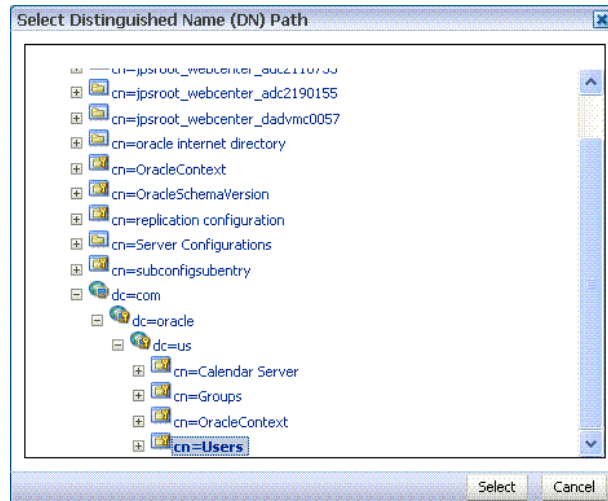 Select Distinguished Name (DN) Path
cn=jpsroot_webcenter_adc2110733
cn=jpsroot_webcenter_adc2190155
cn=jpsroot_webcenter_dadvmc0057
cn=oracle internet directory
cn=OracleContext
cn=OracleSchemaVersion
cn=replication configuration
cn=Server Configurations
cn=subconfigsubentry
dc=com
dc=oracle
dc=us
cn=Calendar Server
cn=Groups
cn=OracleContext
cn=Users
Select Cancel